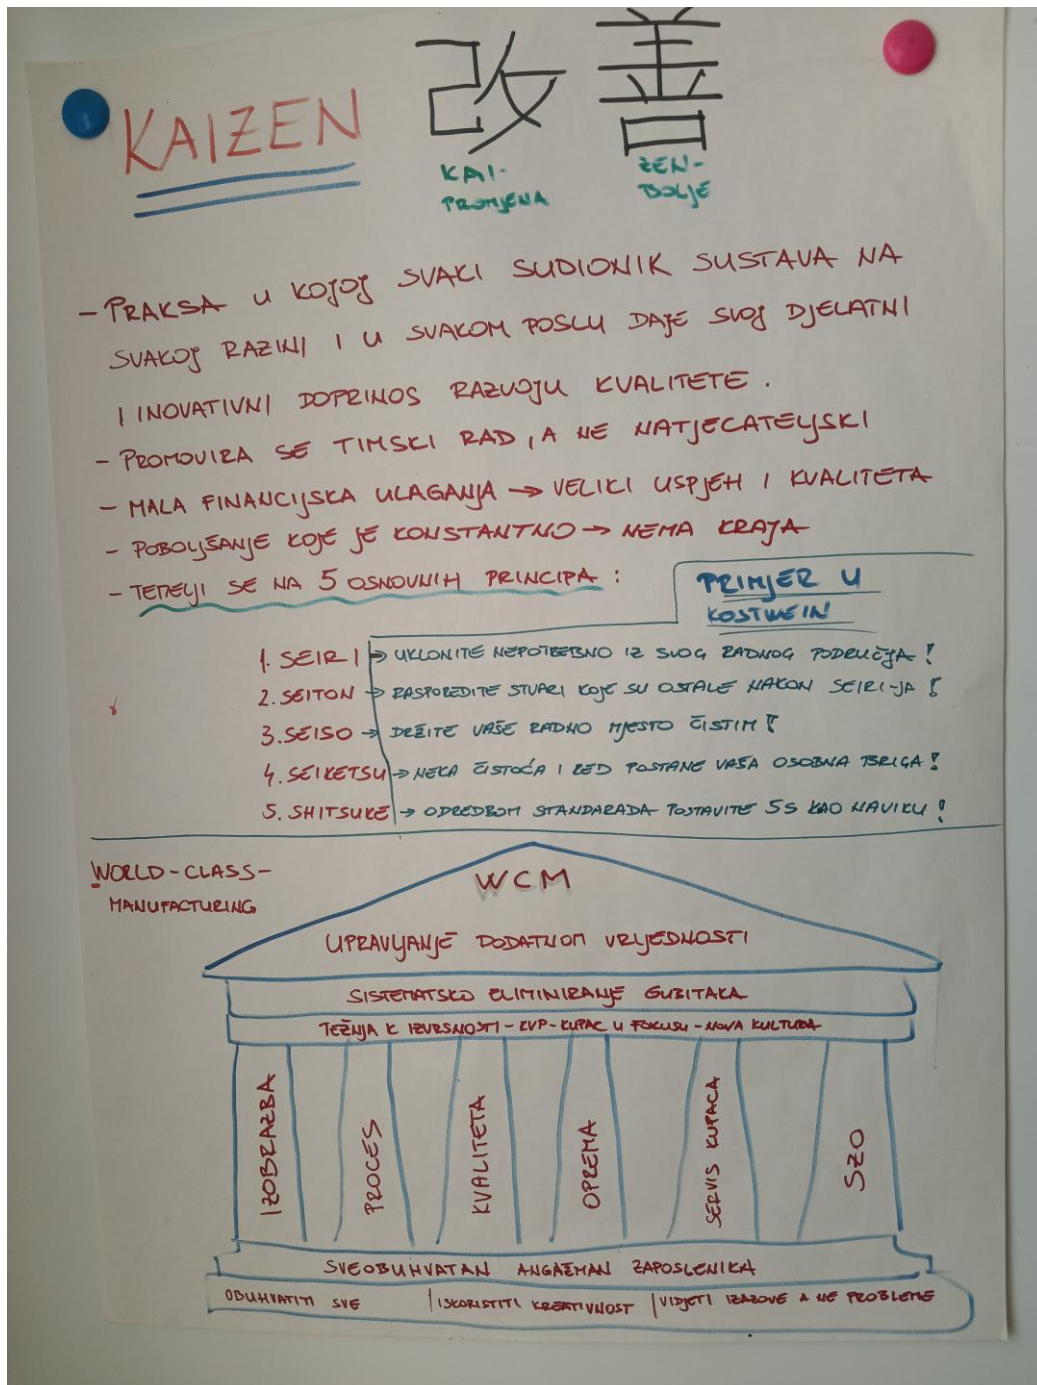 KAIZEN 改善
KAI- ZEN-
PROMJENA BOLJE
- PRAKSA U KOJOJ SVAKI SUDIONIK SUSTAVA NA
SVAKOJ RAZINI I U SVAKOM POSLU DAJE SVOJ DJELATNI
I INOVATIVNI DOPRINOS RAZVOJU KVALITETE.
- PROMOVIRA SE TIMSKI RAD, A NE NATJECATELJSKI
- MALA FINANCIJSKA ULAGANJA → VELIKI USPJEH I KVALITETA
- POBOLJŠANJE KOJE JE KONSTANTNO → NEMA KRAJA
- TEMELJI SE NA 5 OSNOVNIH PRINCIPA:
PRIMJER U
KOSTWEIN
1. SEIRI → UKLONITE NEPOTREBNO IZ SVOG RADNOG PODRUČJA!
2. SEITON → RASPOREDITE STVARI KOJE SU OSTALE NAKON SEIRI-JA!
3. SEISO → DRŽITE VAŠE RADNO MJESTO ČISTIM!
4. SEIKETSU → NEKA ČISTOĆA I RED POSTANE VAŠA OSOBNA BRIGA!
5. SHITSUKE → ODREDBOM STANDARADA POSTAVITE 5S KAO NAVIKU!
WORLD-CLASS-
MANUFACTURING
WCM
UPRAVLJANJE DODATNOM VRIJEDNOSTI
SISTEMATSKO ELIMINIRANJE GUBITAKA
TEŽNJA K IZVRSNOSTI - KVP - KUPAC U FOKUSU - NOVA KULTURA
IZOBRAZBA
PROCES
KVALITETA
OPREMA
SERVIS KUPACA
SZO
SVEOBUHVATAN ANGAŽMAN ZAPOSLENIKA
OBUHVATITI SVE | ISKORISTITI KREATIVNOST | VIDJETI IZAZOVE A NE PROBLEME